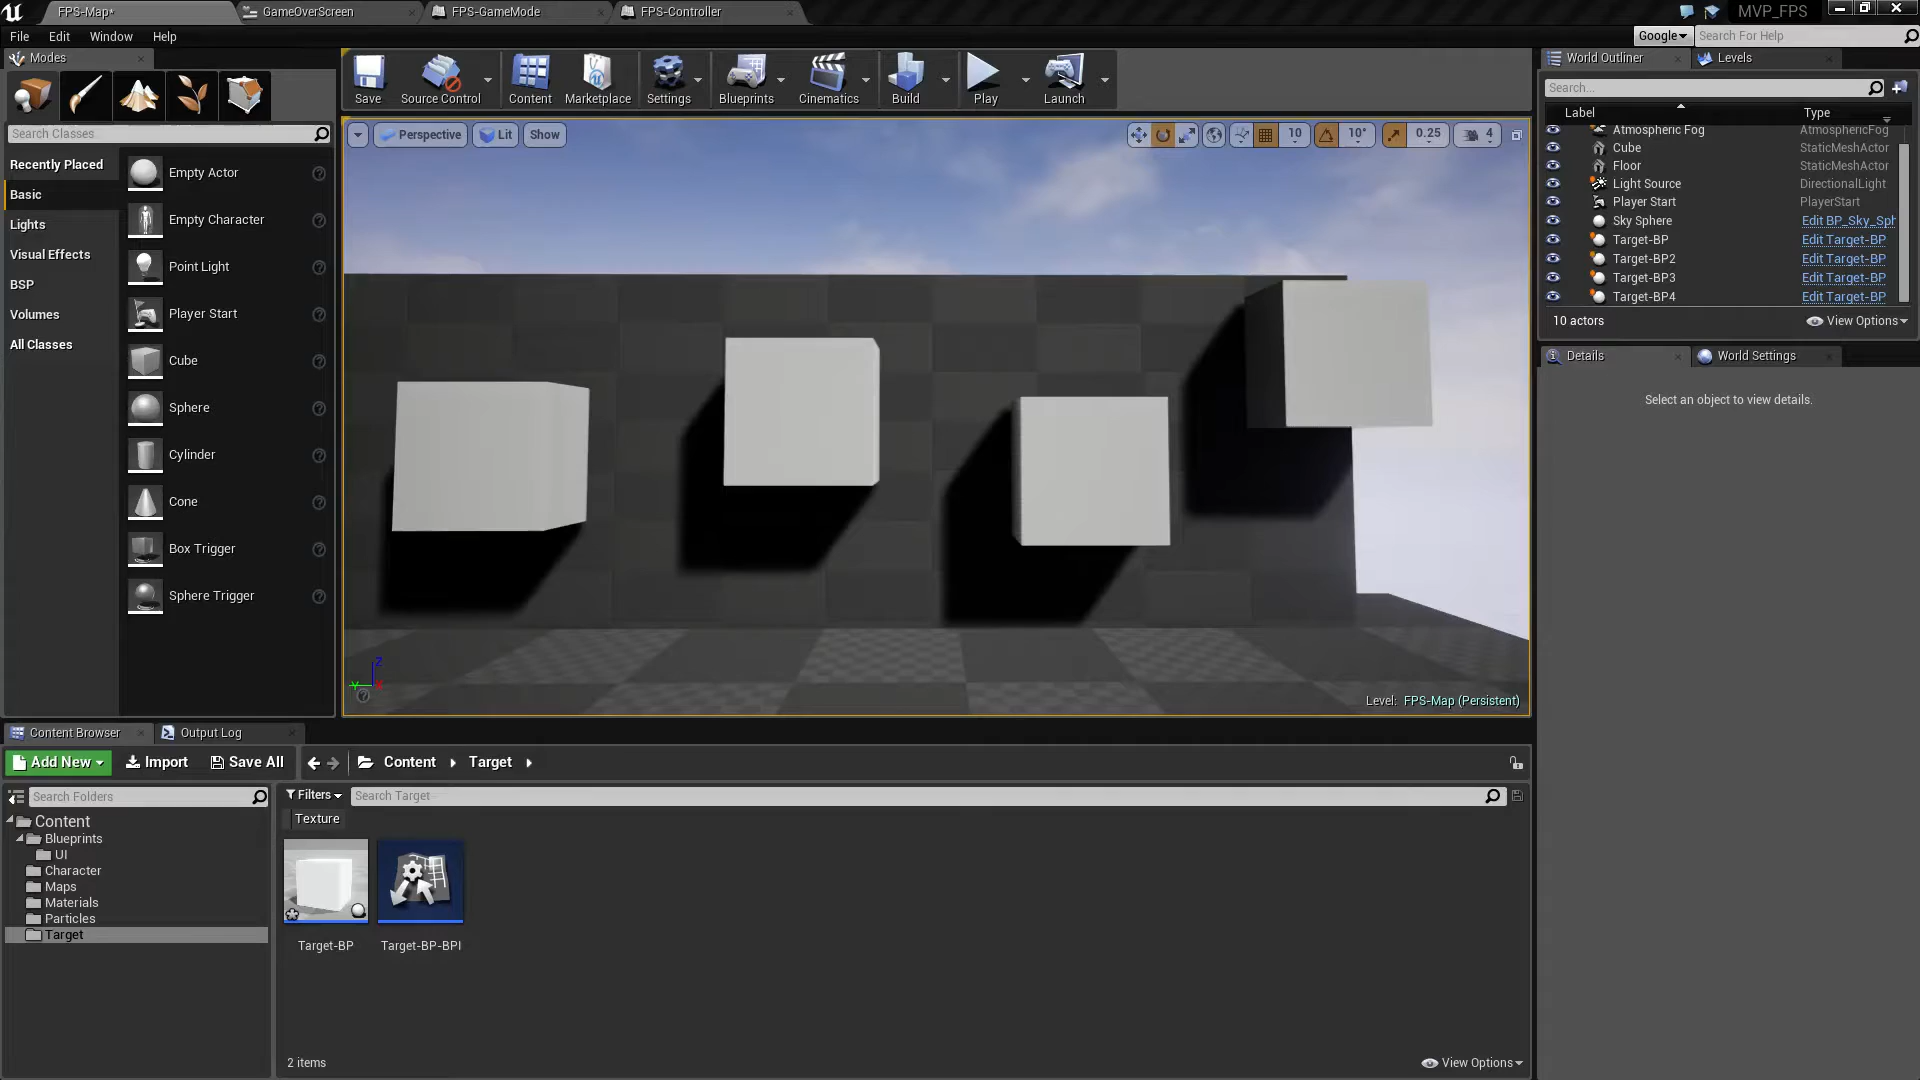 FPS-Map*
GameOverScreen
FPS-GameMode
FPS-Controller
MVP_FPS
File Edit Window Help
Google
Search For Help
Modes
Search Classes
Recently Placed
Basic
Lights
Visual Effects
BSP
Volumes
All Classes
Empty Actor
Empty Character
Point Light
Player Start
Cube
Sphere
Cylinder
Cone
Box Trigger
Sphere Trigger
Save
Source Control
Content
Marketplace
Settings
Blueprints
Cinematics
Build
Play
Launch
Perspective
Lit
Show
10
10°
0.25
4
Z
Y
Level: FPS-Map (Persistent)
World Outliner
Levels
Search...
Label Type
Atmospheric Fog AtmosphericFog
Cube StaticMeshActor
Floor StaticMeshActor
Light Source DirectionalLight
Player Start PlayerStart
Sky Sphere Edit BP_Sky_Sph
Target-BP Edit Target-BP
Target-BP2 Edit Target-BP
Target-BP3 Edit Target-BP
Target-BP4 Edit Target-BP
10 actors
View Options
Details
World Settings
Select an object to view details.
Content Browser
Output Log
Add New
Import
Save All
Content
Target
Search Folders
Content
Blueprints
UI
Character
Maps
Materials
Particles
Target
Filters
Search Target
Texture
Target-BP
Target-BP-BPI
2 items
View Options